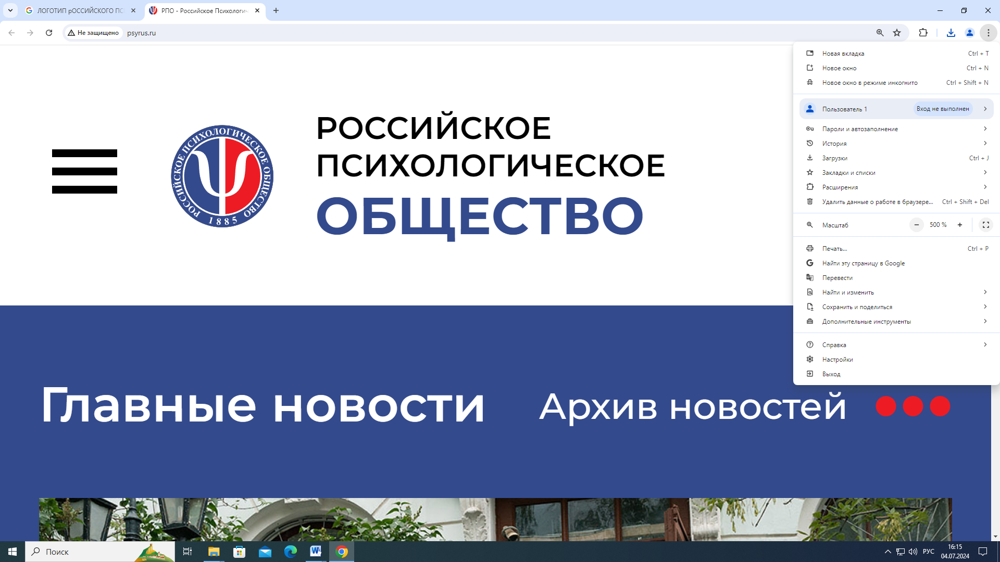 ЛОГОТИП рОССИЙСКОГО ПС
РПО - Российское Психологич
Не защищено
psyrus.ru
Новая вкладка Ctrl + T
Новое окно Ctrl + N
Новое окно в режиме инкогнито Ctrl + Shift + N
Пользователь 1 Вход не выполнен
Пароли и автозаполнение
История
Загрузки Ctrl + J
Закладки и списки
Расширения
Удалить данные о работе в браузере... Ctrl + Shift + Del
Масштаб − 500 % +
Печать... Ctrl + P
Найти эту страницу в Google
Перевести
Найти и изменить
Сохранить и поделиться
Дополнительные инструменты
Справка
Настройки
Выход
РОССИЙСКОЕ ПСИХОЛОГИЧЕСКОЕ ОБЩЕСТВО
1885
РОССИЙСКОЕ
ПСИХОЛОГИЧЕСКОЕ
ОБЩЕСТВО
Главные новости
Архив новостей
Поиск
РУС
16:15
04.07.2024